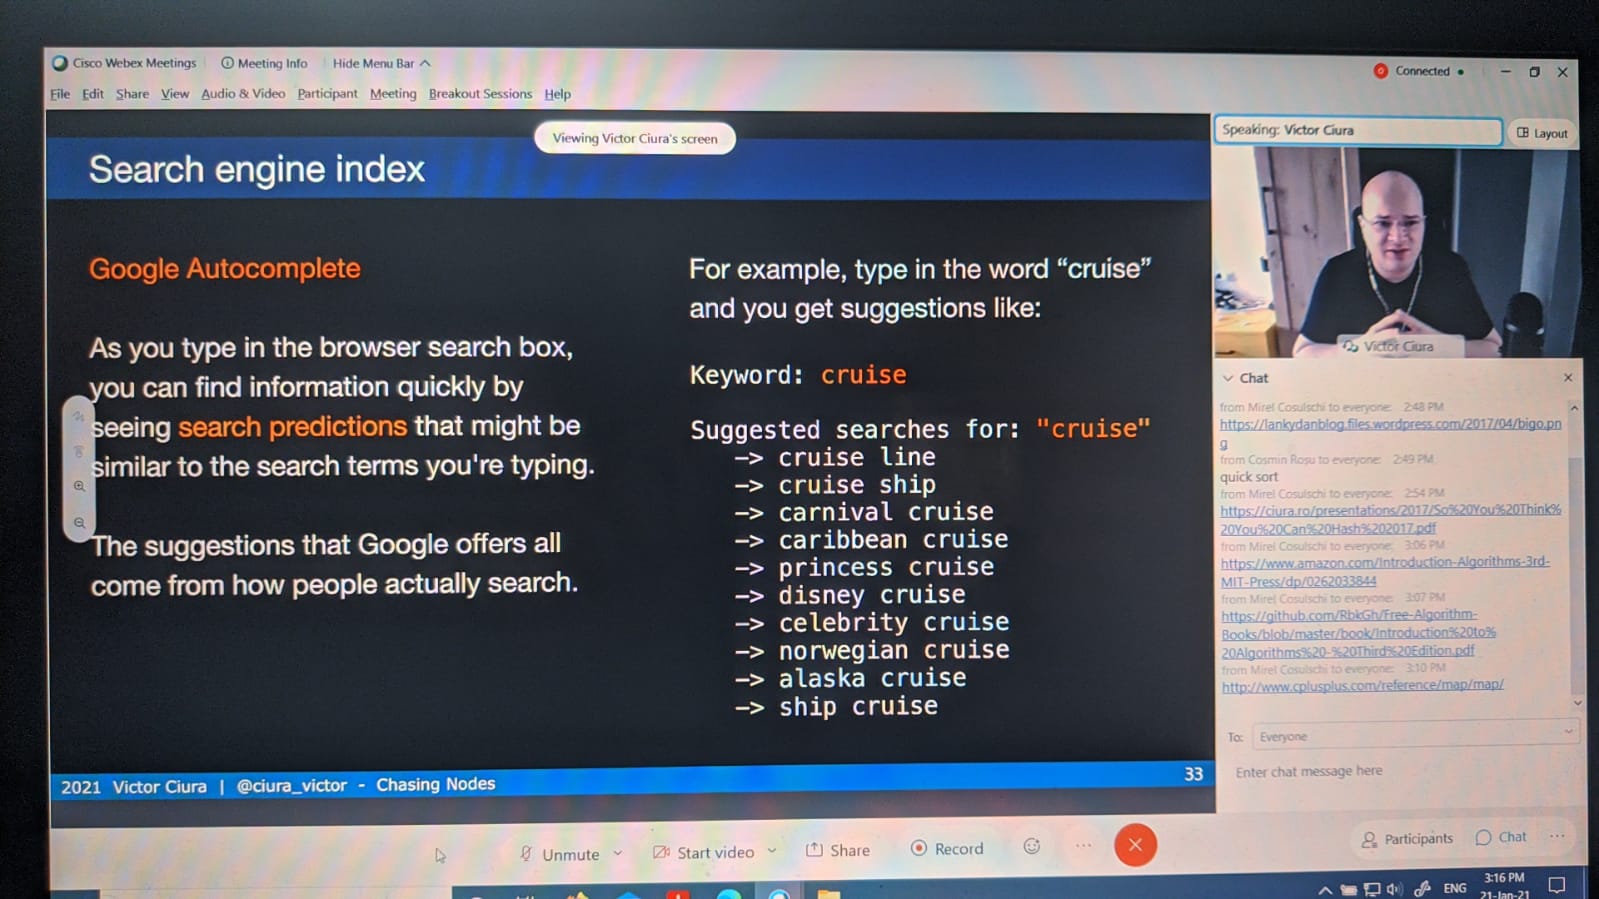 Cisco Webex Meetings
Meeting Info
Hide Menu Bar
Connected
File Edit Share View Audio & Video Participant Meeting Breakout Sessions Help
Viewing Victor Ciura's screen
Search engine index
Google Autocomplete
As you type in the browser search box,
you can find information quickly by
seeing search predictions that might be
similar to the search terms you're typing.
The suggestions that Google offers all
come from how people actually search.
For example, type in the word “cruise”
and you get suggestions like:
Keyword: cruise
Suggested searches for: "cruise"
—> cruise line
—> cruise ship
—> carnival cruise
—> caribbean cruise
—> princess cruise
—> disney cruise
—> celebrity cruise
—> norwegian cruise
—> alaska cruise
—> ship cruise
2021 Victor Ciura | @ciura_victor - Chasing Nodes
33
Speaking: Victor Ciura
Layout
Victor Ciura
Chat
from Mirel Cosulschi to everyone: 2:48 PM
https://lankydanblog.files.wordpress.com/2017/04/bigo.pn
g
from Cosmin Rosu to everyone: 2:49 PM
quick sort
from Mirel Cosulschi to everyone: 2:54 PM
https://ciura.ro/presentations/2017/So%20You%20Think%
20You%20Can%20Hash%202017.pdf
from Mirel Cosulschi to everyone: 3:06 PM
https://www.amazon.com/Introduction-Algorithms-3rd-
MIT-Press/dp/0262033844
from Mirel Cosulschi to everyone: 3:07 PM
https://github.com/RbkGh/Free-Algorithm-
Books/blob/master/book/Introduction%20to%
20Algorithms%20-%20Third%20Edition.pdf
from Mirel Cosulschi to everyone: 3:10 PM
http://www.cplusplus.com/reference/map/map/
To: Everyone
Enter chat message here
Unmute
Start video
Share
Record
Participants
Chat
ENG
3:16 PM
21-Jan-21